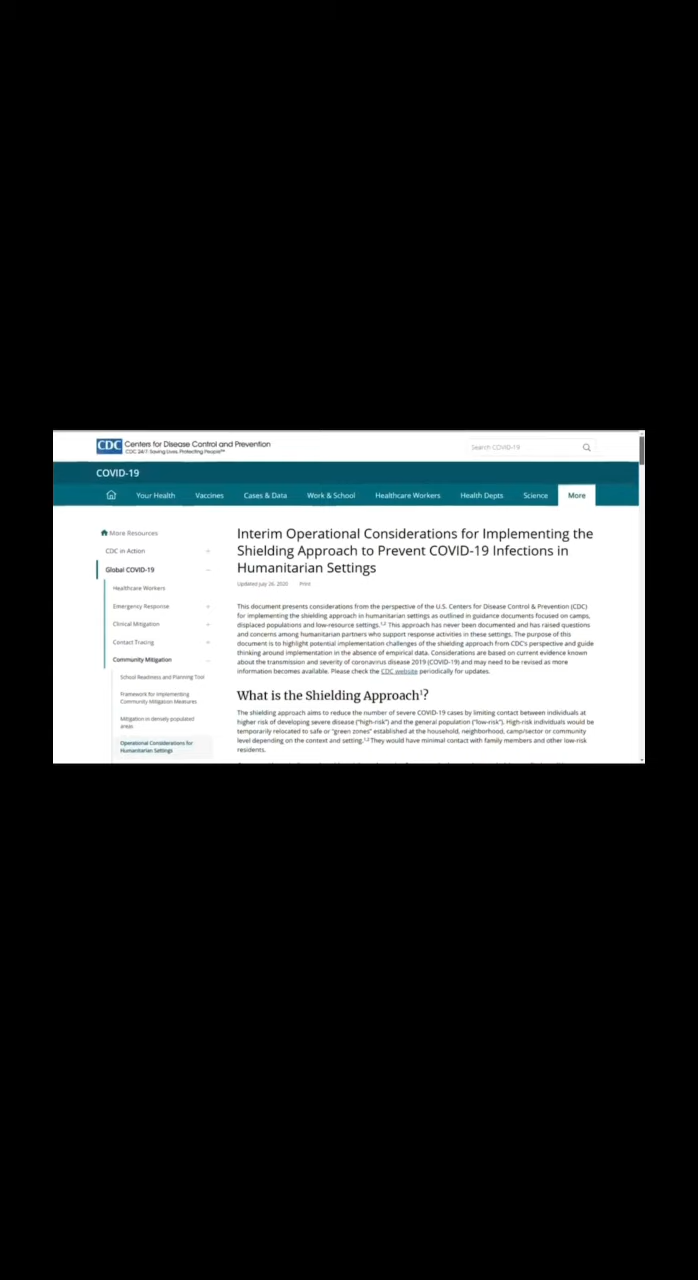 CDC Centers for Disease Control and Prevention
CDC 24/7. Saving Lives, Protecting People™
Search COVID-19
COVID-19
Your Health Vaccines Cases & Data Work & School Healthcare Workers Health Depts Science More
More Resources
CDC in Action +
Global COVID-19 –
Healthcare Workers
Emergency Response +
Clinical Mitigation +
Contact Tracing +
Community Mitigation –
School Readiness and Planning Tool
Framework for Implementing
Community Mitigation Measures
Mitigation in densely populated
areas
Operational Considerations for
Humanitarian Settings
Interim Operational Considerations for Implementing the
Shielding Approach to Prevent COVID-19 Infections in
Humanitarian Settings
Updated July 26, 2020 Print
This document presents considerations from the perspective of the U.S. Centers for Disease Control & Prevention (CDC)
for implementing the shielding approach in humanitarian settings as outlined in guidance documents focused on camps,
displaced populations and low-resource settings.1,2 This approach has never been documented and has raised questions
and concerns among humanitarian partners who support response activities in these settings. The purpose of this
document is to highlight potential implementation challenges of the shielding approach from CDC's perspective and guide
thinking around implementation in the absence of empirical data. Considerations are based on current evidence known
about the transmission and severity of coronavirus disease 2019 (COVID-19) and may need to be revised as more
information becomes available. Please check the CDC website periodically for updates.
What is the Shielding Approach1?
The shielding approach aims to reduce the number of severe COVID-19 cases by limiting contact between individuals at
higher risk of developing severe disease ("high-risk") and the general population ("low-risk"). High-risk individuals would be
temporarily relocated to safe or "green zones" established at the household, neighborhood, camp/sector or community
level depending on the context and setting.1,2 They would have minimal contact with family members and other low-risk
residents.